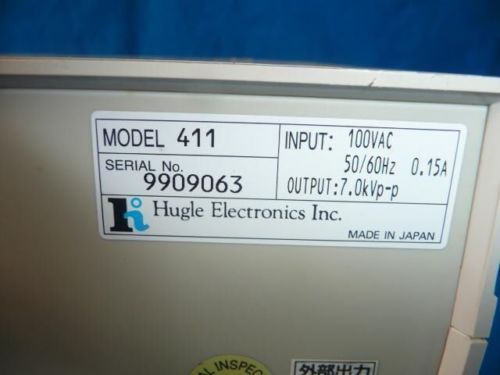 MODEL 411
SERIAL No.
9909063
INPUT: 100VAC
50/60Hz 0.15A
OUTPUT:7.0kVp-p
Hugle Electronics Inc.
MADE IN JAPAN
外部出力